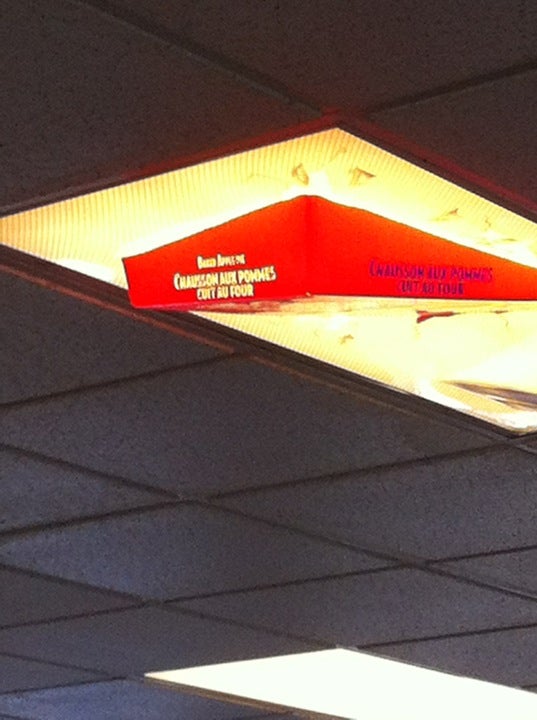 BAKED APPLE PIE
CHAUSSON AUX POMMES
CUIT AU FOUR
CHAUSSON AUX POMMES
CUIT AU FOUR